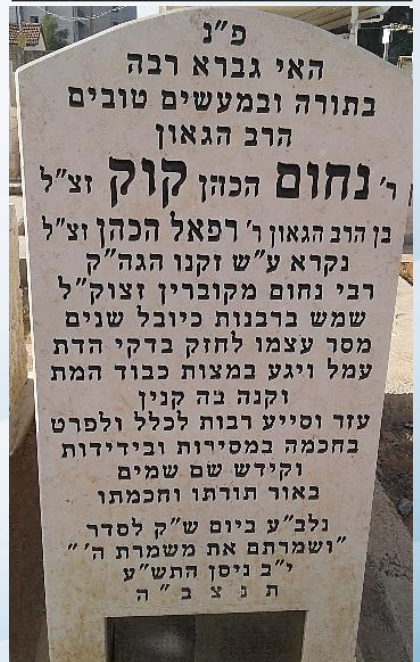 פ"נ
האי גברא רבה
בתורה ובמעשים טובים
הרב הגאון
ר' נחום הכהן קוק זצ"ל
בן הרב הגאון ר' רפאל הכהן זצ"ל
נקרא ע"ש זקנו הגה"ק
רבי נחום מקוברין זצוק"ל
שמש ברבנות כיובל שנים
מסר עצמו לחזק בדקי הדת
עמל ויגע במצות כבוד המת
וקנה בה קנין
עזר וסייע רבות לכלל ולפרט
בחכמה במסירות ובידידות
וקידש שם שמים
באור תורתו וחכמתו
נלב"ע ביום ש"ק לסדר
"ושמרתם את משמרת ה' "
י"ב ניסן התש"ע
ת נ צ ב " ה